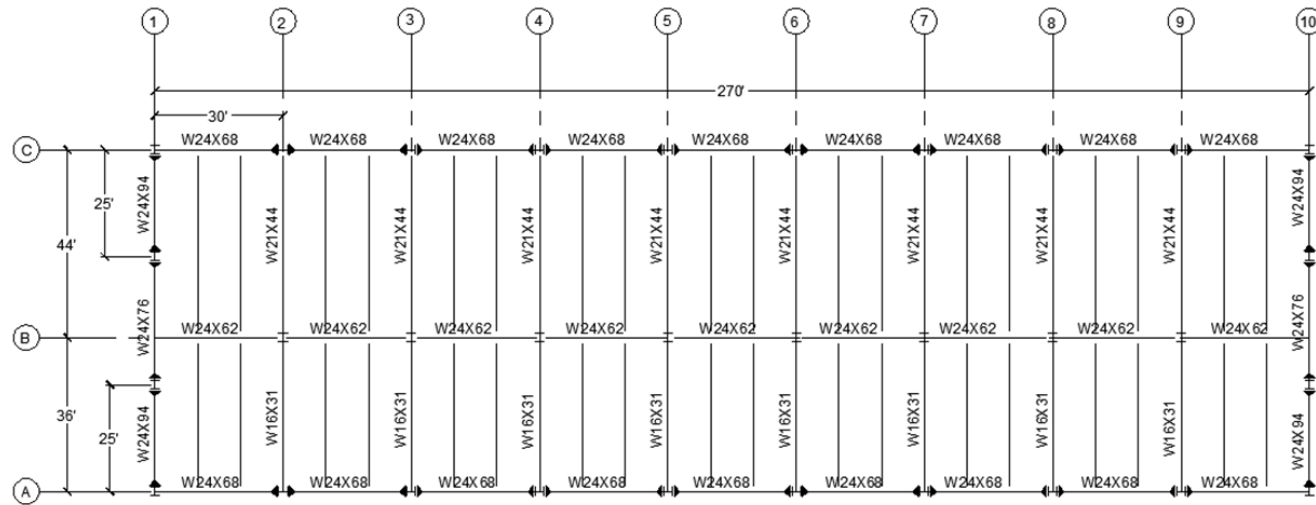 1 2 3 4 5 6 7 8 9 10
270'
30'
C W24X68 W24X68 W24X68 W24X68 W24X68 W24X68 W24X68 W24X68 W24X68
W24X94 W21X44 W21X44 W21X44 W21X44 W21X44 W21X44 W21X44 W21X44 W24X94
25'
44'
B W24X76 W24X62 W24X62 W24X62 W24X62 W24X62 W24X62 W24X62 W24X62 W24X62 W24X76
36'
25'
W24X94 W16X31 W16X31 W16X31 W16X31 W16X31 W16X31 W16X31 W16X31 W24X94
A W24X68 W24X68 W24X68 W24X68 W24X68 W24X68 W24X68 W24X68 W24X68